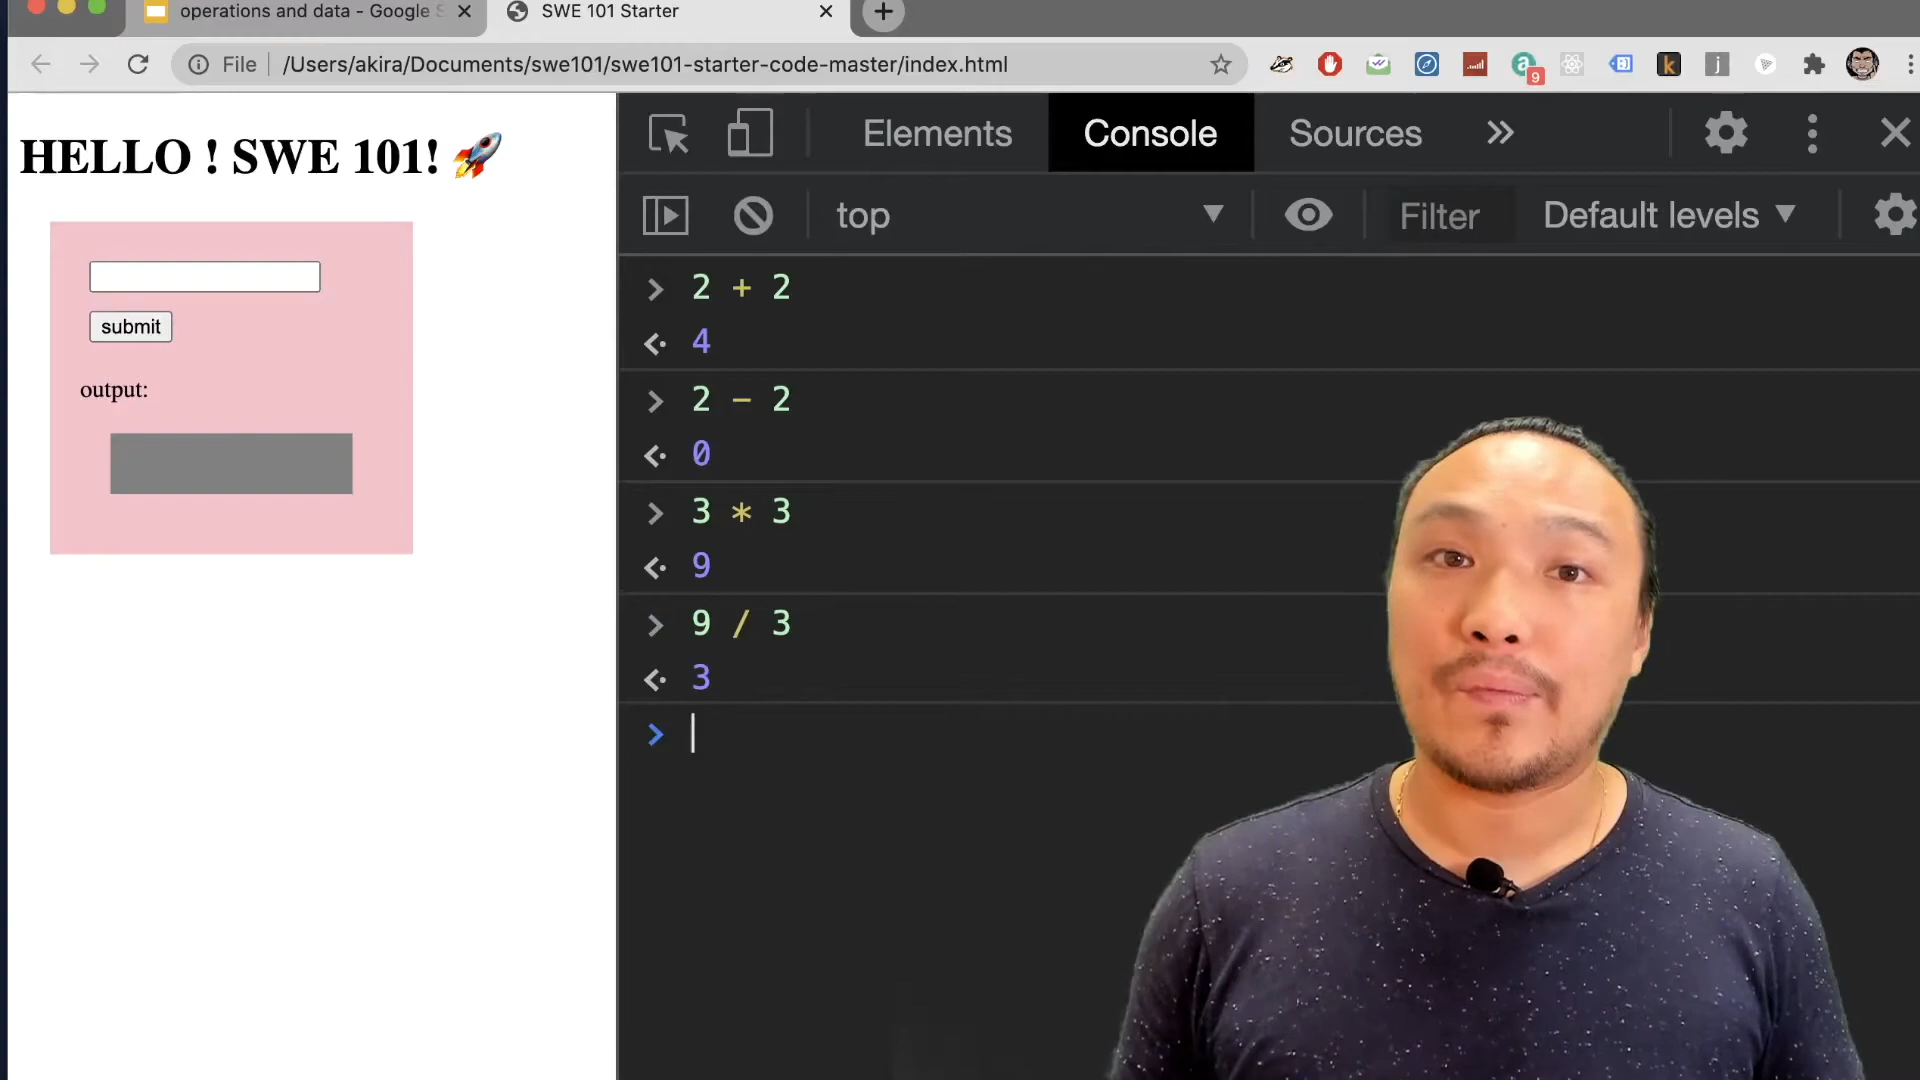 operations and data - Google S
SWE 101 Starter
File
/Users/akira/Documents/swe101/swe101-starter-code-master/index.html
9
HELLO ! SWE 101! 🚀
submit
output:
Elements
Console
Sources
top
Filter
Default levels
2 + 2
4
2 - 2
0
3 * 3
9
9 / 3
3